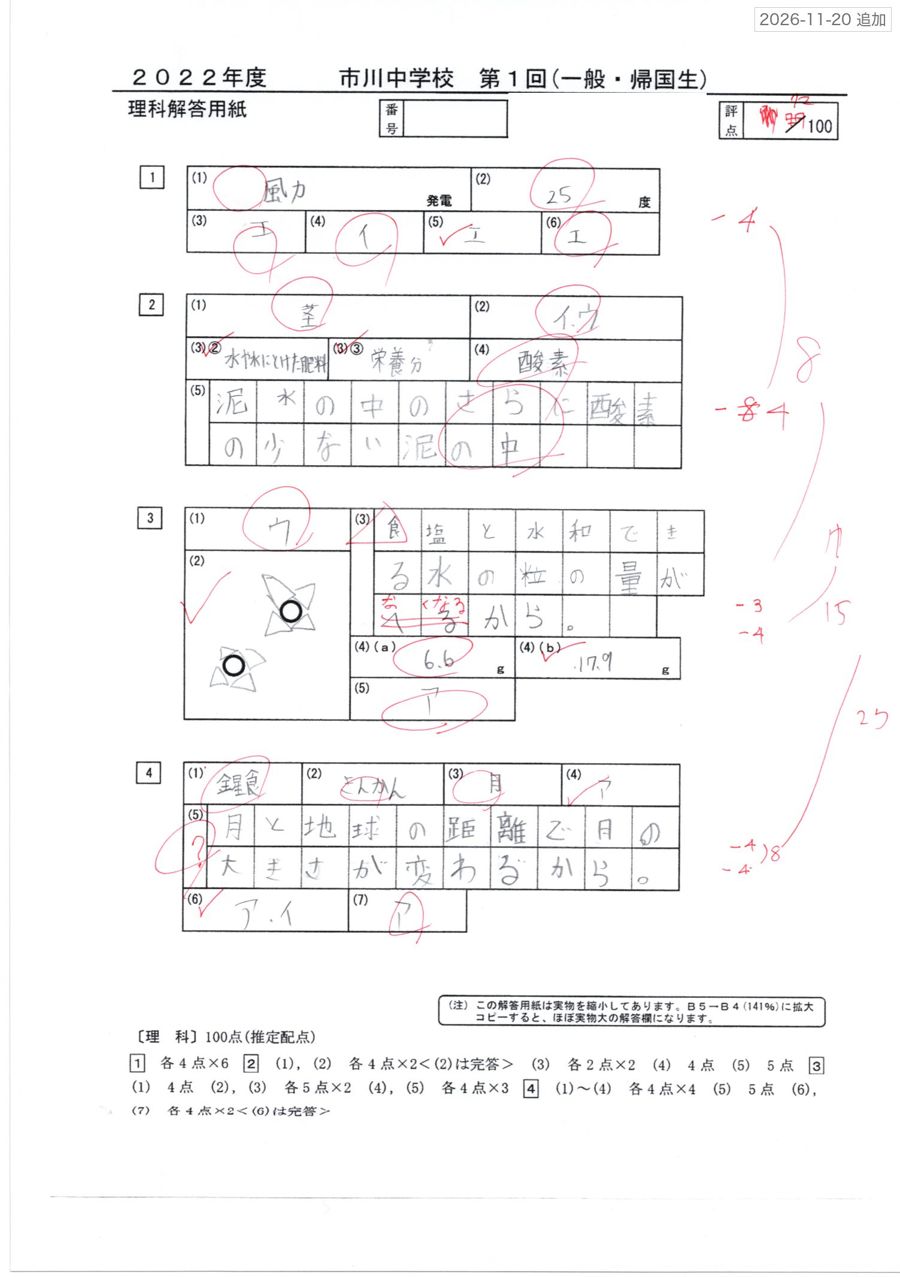 2026-11-20 追加
２０２２年度 市川中学校 第１回(一般・帰国生)
理科解答用紙
番号
評点
72
100
1
(1) 風力 発電
(2) 25 度
(3) エ
(4) イ
(5) エ
(6) エ
-4
2
(1) 茎
(2) イ.ウ
(3)② 水や水にとけた肥料
(3)③ 栄養分
(4) 酸素
(5) 泥水の中のさらに酸素
の少ない泥の中
8
-8 4
3
(1) ウ
(2)
(3) 食塩と水和でき
る水の粒の量が
へるから。
なくなる
(4)(a) 6.6 g
(4)(b) 17.9 g
(5) ア
-3
-4
15
25
4
(1) 金星食
(2)
(3) 月
(4) ア
(5) 月と地球の距離で月の
大きさが変わるから。
?
-4
-4
8
(6) ア.イ
(7) ア
(注) この解答用紙は実物を縮小してあります。Ｂ５→Ｂ４(141%)に拡大
コピーすると、ほぼ実物大の解答欄になります。
〔理 科〕100点(推定配点)
1 各４点×6 2 (1), (2) 各４点×2＜(2)は完答＞ (3) 各２点×2 (4) ４点 (5) ５点 3
(1) ４点 (2), (3) 各５点×2 (4), (5) 各４点×3 4 (1)〜(4) 各４点×4 (5) ５点 (6),
(7) 各４点×2＜(6)は完答＞